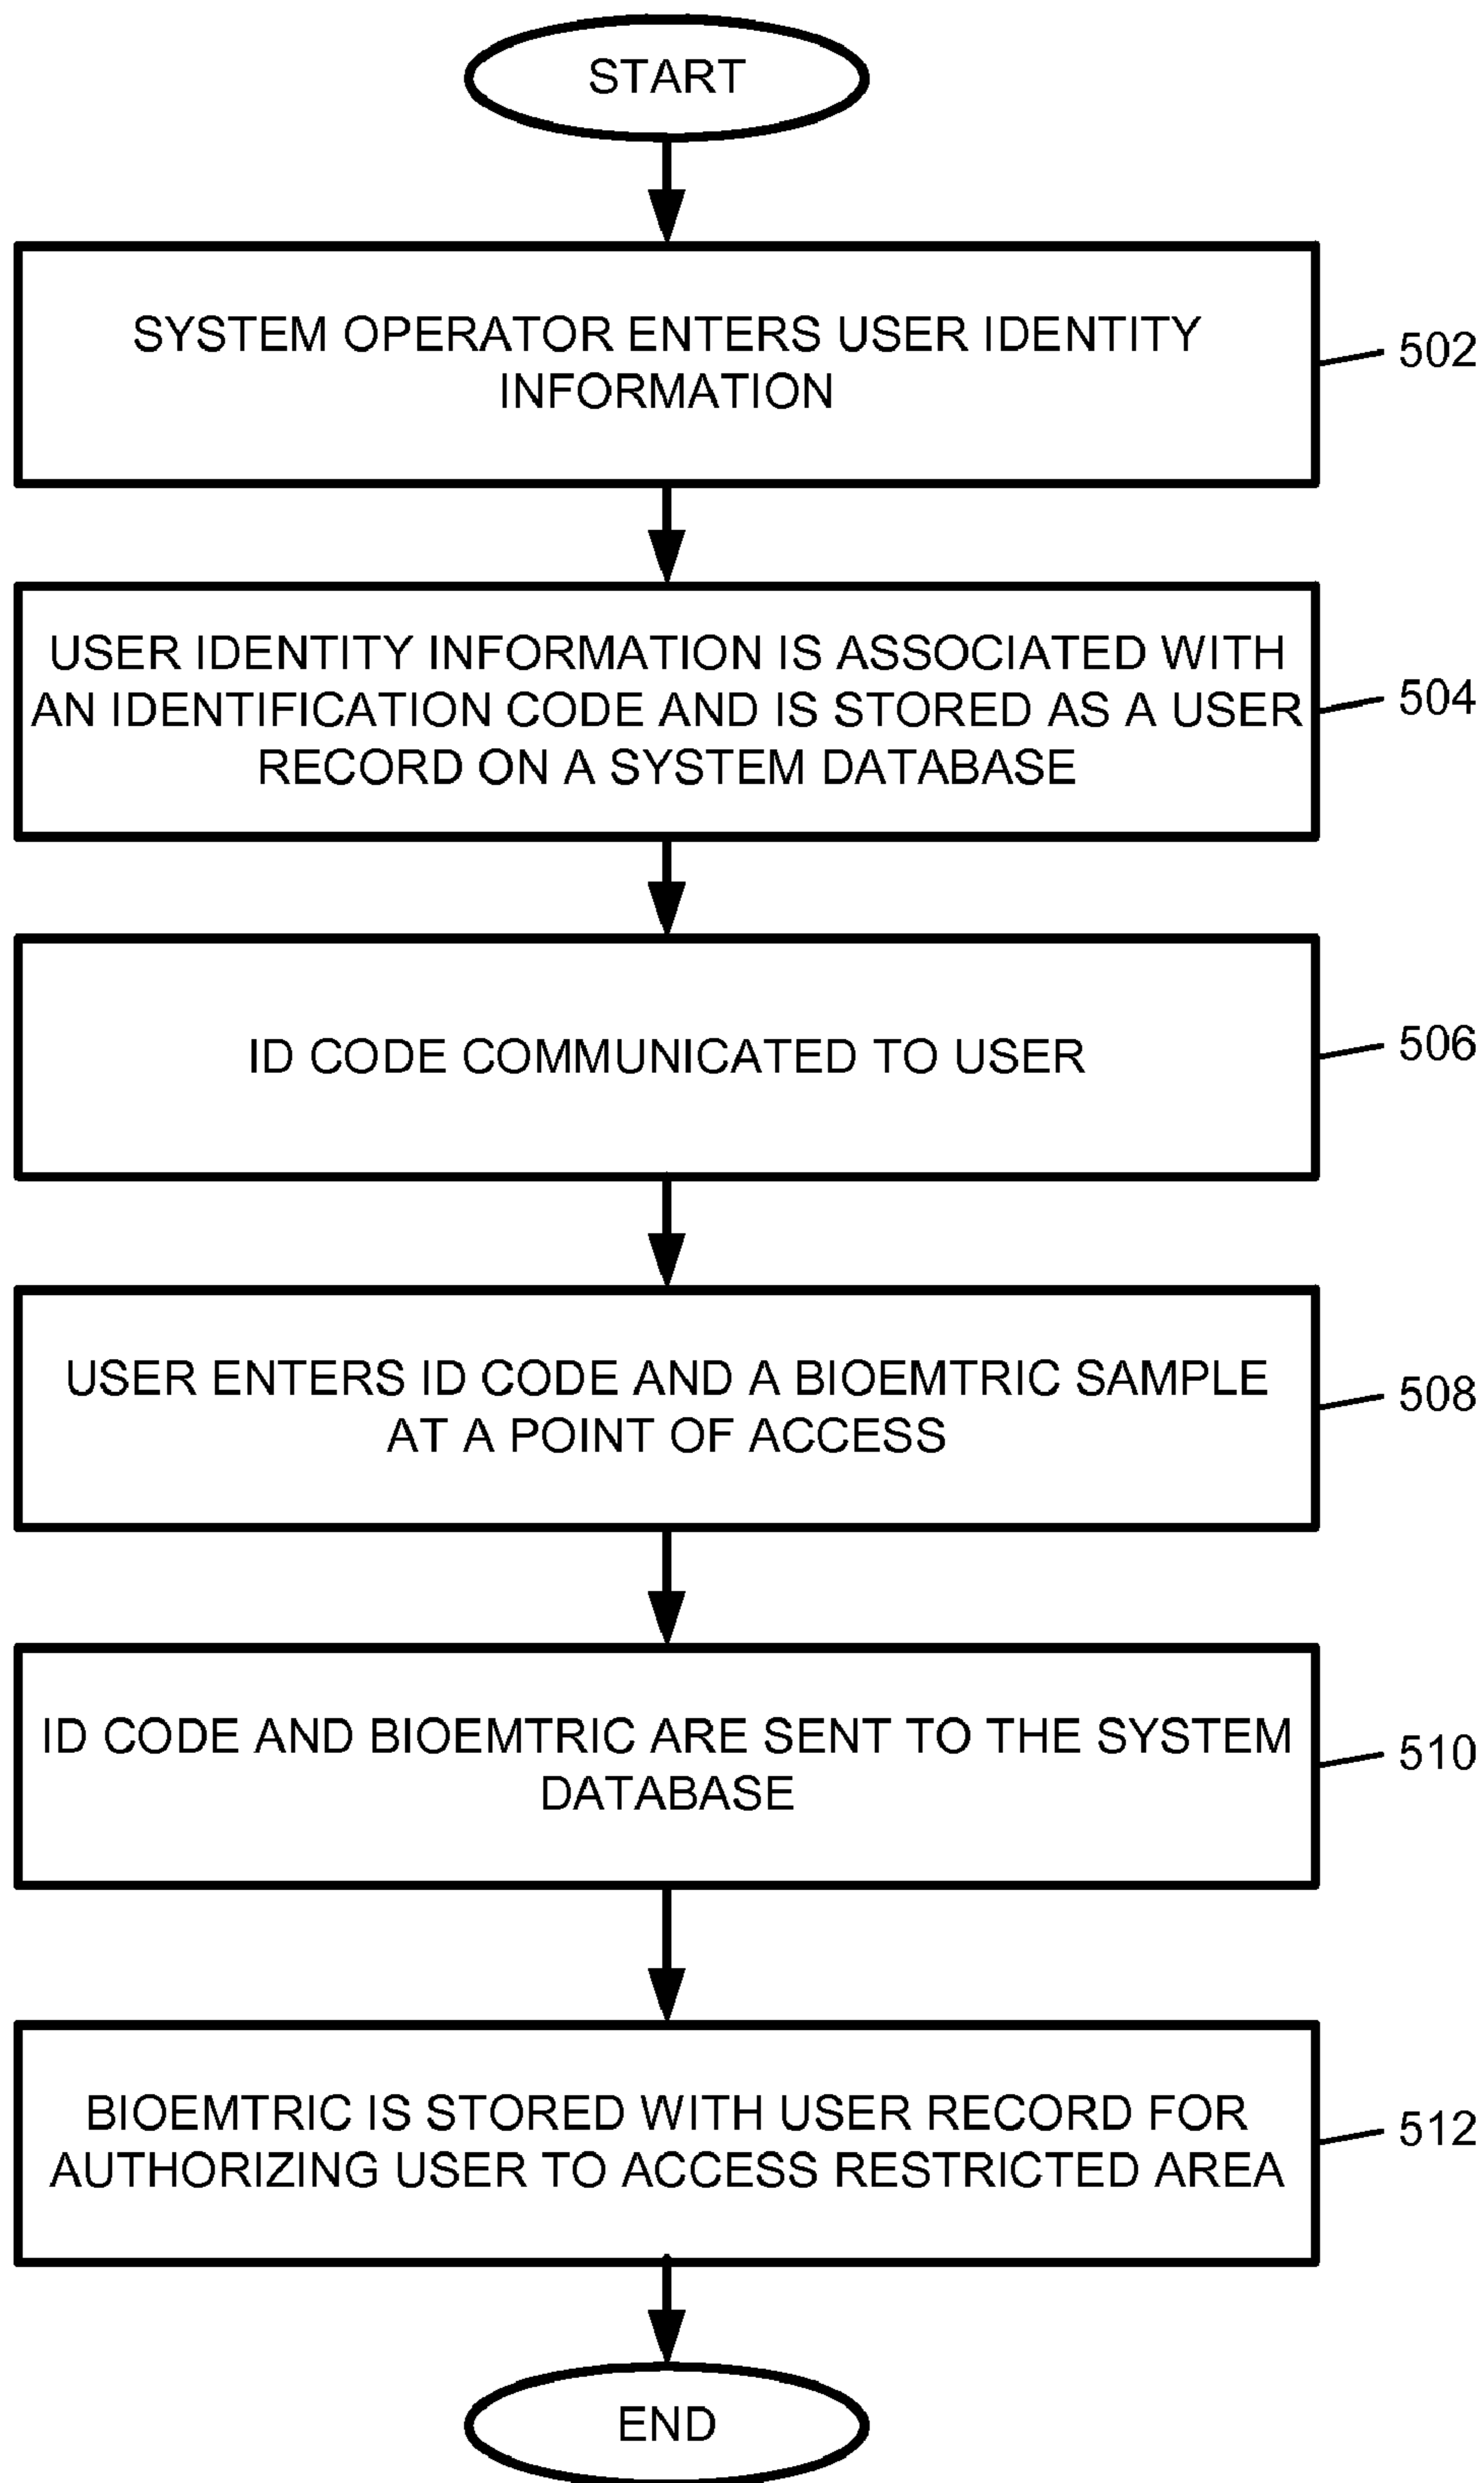 START
SYSTEM OPERATOR ENTERS USER IDENTITY
INFORMATION
502
USER IDENTITY INFORMATION IS ASSOCIATED WITH
AN IDENTIFICATION CODE AND IS STORED AS A USER
RECORD ON A SYSTEM DATABASE
504
ID CODE COMMUNICATED TO USER
506
USER ENTERS ID CODE AND A BIOEMTRIC SAMPLE
AT A POINT OF ACCESS
508
ID CODE AND BIOEMTRIC ARE SENT TO THE SYSTEM
DATABASE
510
BIOEMTRIC IS STORED WITH USER RECORD FOR
AUTHORIZING USER TO ACCESS RESTRICTED AREA
512
END